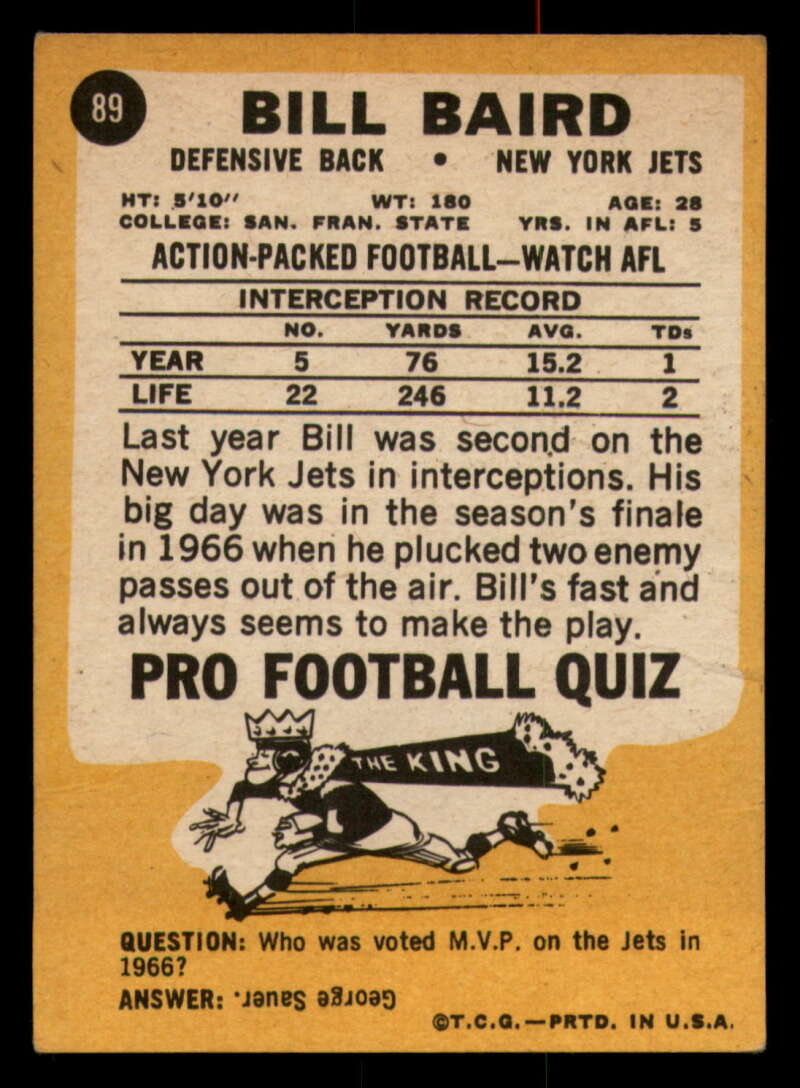 89
BILL BAIRD
DEFENSIVE BACK • NEW YORK JETS
HT: 5'10" WT: 180 AGE: 28
COLLEGE: SAN. FRAN. STATE YRS. IN AFL: 5
ACTION-PACKED FOOTBALL—WATCH AFL
INTERCEPTION RECORD
NO. YARDS AVG. TDs
YEAR 5 76 15.2 1
LIFE 22 246 11.2 2
Last year Bill was second on the
New York Jets in interceptions. His
big day was in the season's finale
in 1966 when he plucked two enemy
passes out of the air. Bill's fast and
always seems to make the play.
PRO FOOTBALL QUIZ
THE KING
QUESTION: Who was voted M.V.P. on the Jets in
1966?
ANSWER: George Sauer.
©T.C.G.—PRTD. IN U.S.A.